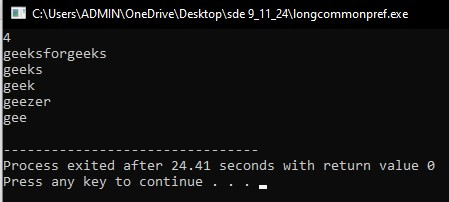 C:\Users\ADMIN\OneDrive\Desktop\sde 9_11_24\longcommonpref.exe
4
geeksforgeeks
geeks
geek
geezer
gee
--------------------------------
Process exited after 24.41 seconds with return value 0
Press any key to continue . . .